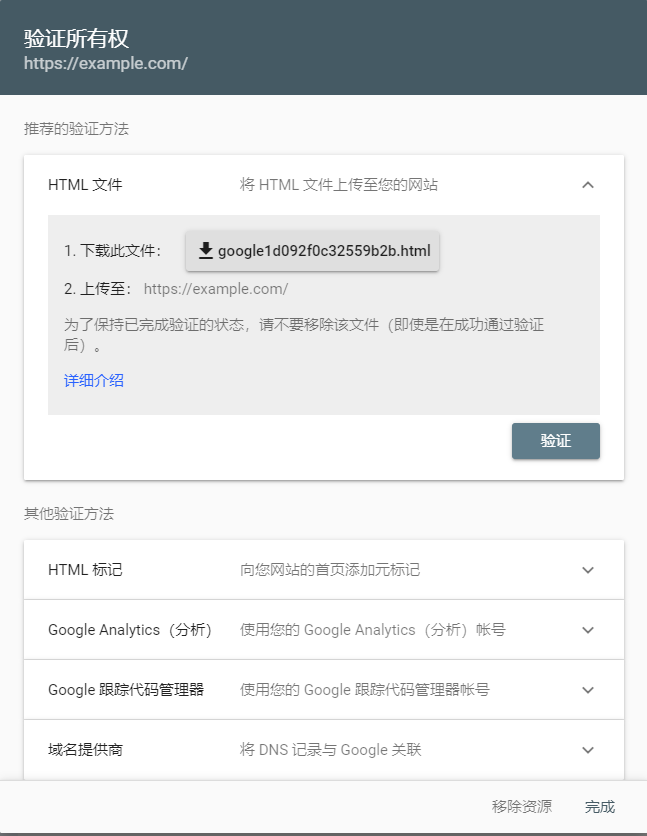 验证所有权
https://example.com/
推荐的验证方法
HTML 文件 将 HTML 文件上传至您的网站
1. 下载此文件： google1d092f0c32559b2b.html
2. 上传至： https://example.com/
为了保持已完成验证的状态，请不要移除该文件（即使是在成功通过验证
后）。
详细介绍
验证
其他验证方法
HTML 标记 向您网站的首页添加元标记
Google Analytics（分析） 使用您的 Google Analytics（分析）帐号
Google 跟踪代码管理器 使用您的 Google 跟踪代码管理器帐号
域名提供商 将 DNS 记录与 Google 关联
移除资源 完成